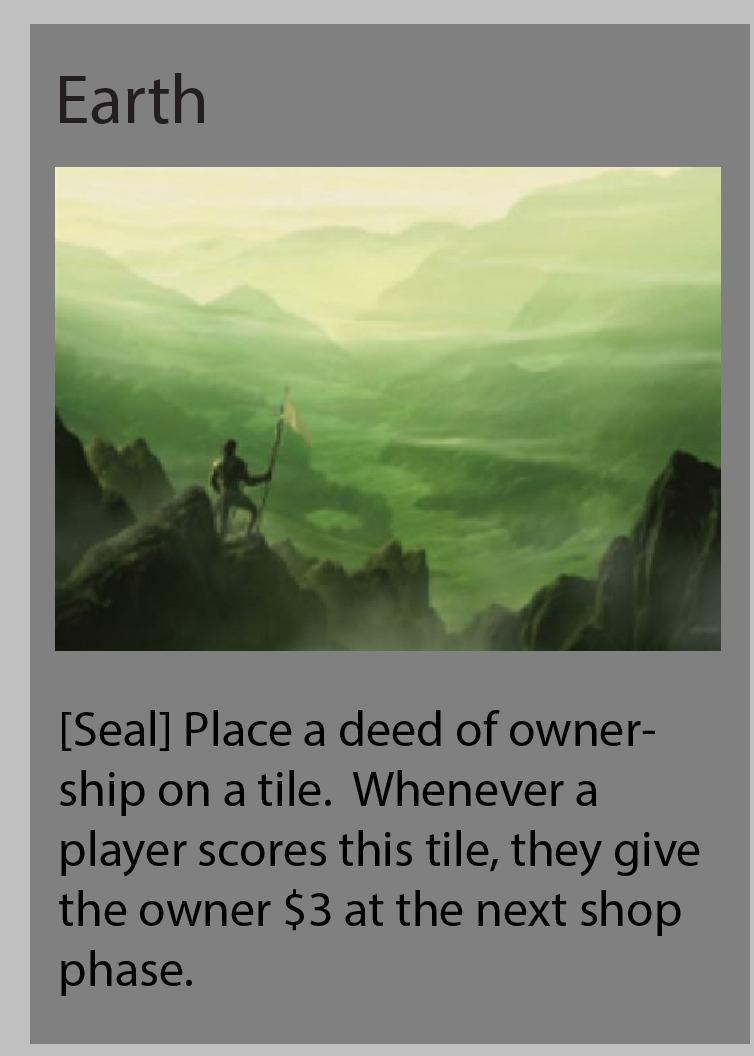 Earth
[Seal] Place a deed of owner-
ship on a tile.  Whenever a
player scores this tile, they give
the owner $3 at the next shop
phase.